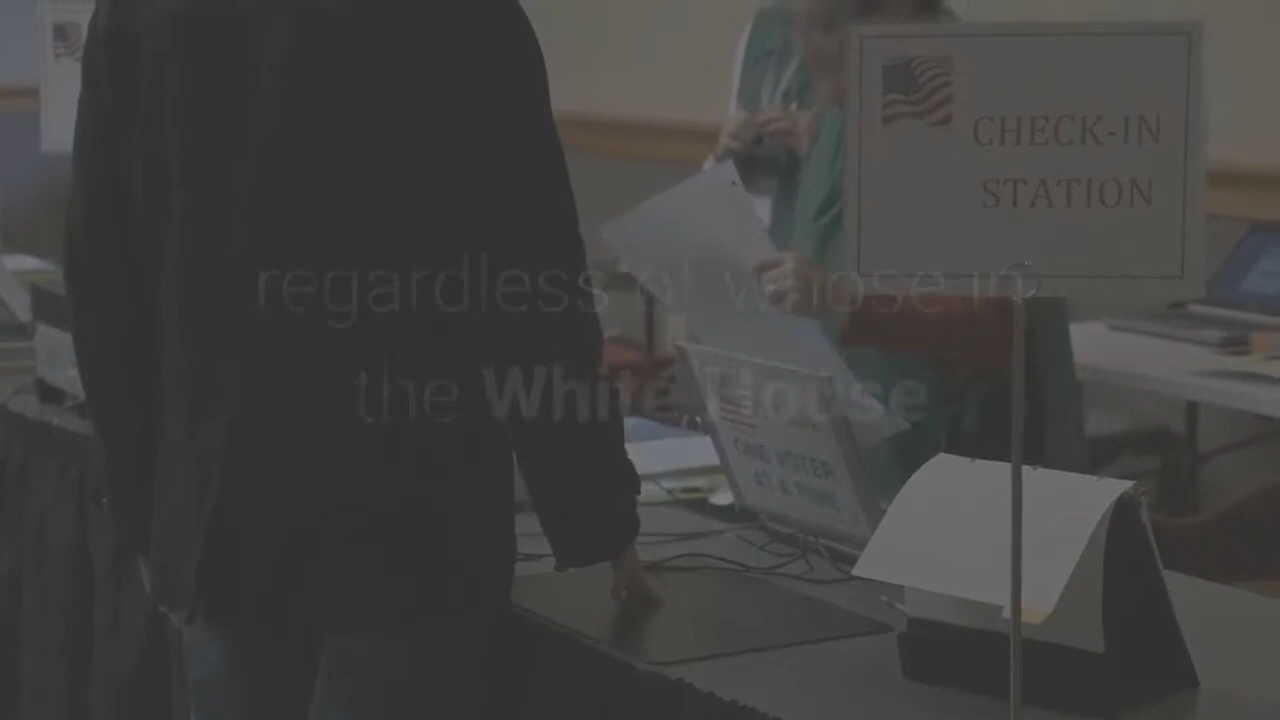 CHECK-IN
STATION
regardless of whose in
the White House
ONE VOTER
AT A TIME